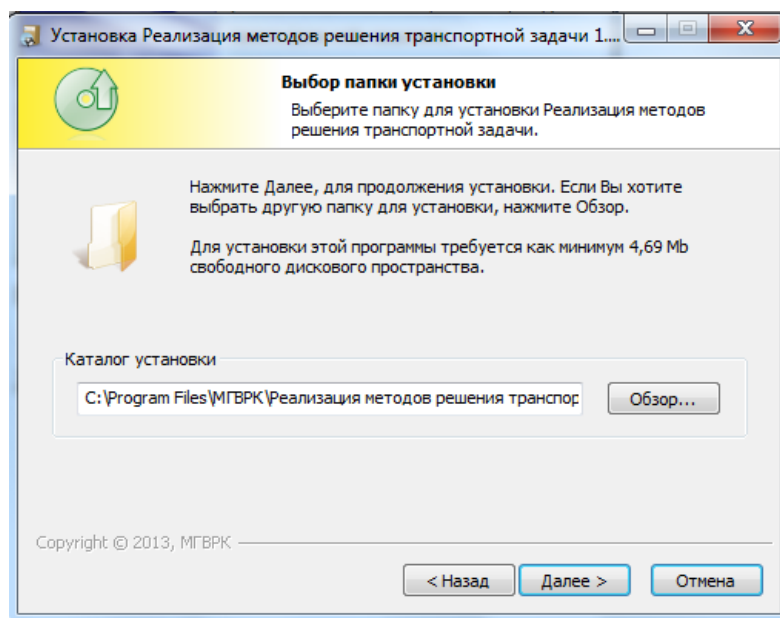 Установка Реализация методов решения транспортной задачи 1....
Выбор папки установки
Выберите папку для установки Реализация методов
решения транспортной задачи.
Нажмите Далее, для продолжения установки. Если Вы хотите
выбрать другую папку для установки, нажмите Обзор.
Для установки этой программы требуется как минимум 4,69 Mb
свободного дискового пространства.
Каталог установки
C:\Program Files\МГВРК\Реализация методов решения транспор
Обзор...
Copyright © 2013, МГВРК
< Назад
Далее >
Отмена